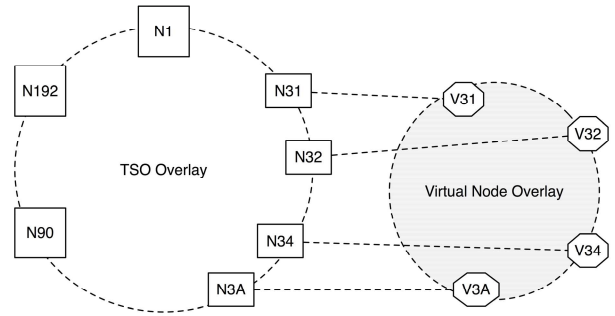 N1
N192
N31
V31
V32
N32
TSO Overlay
Virtual Node Overlay
N90
N34
V34
N3A
V3A